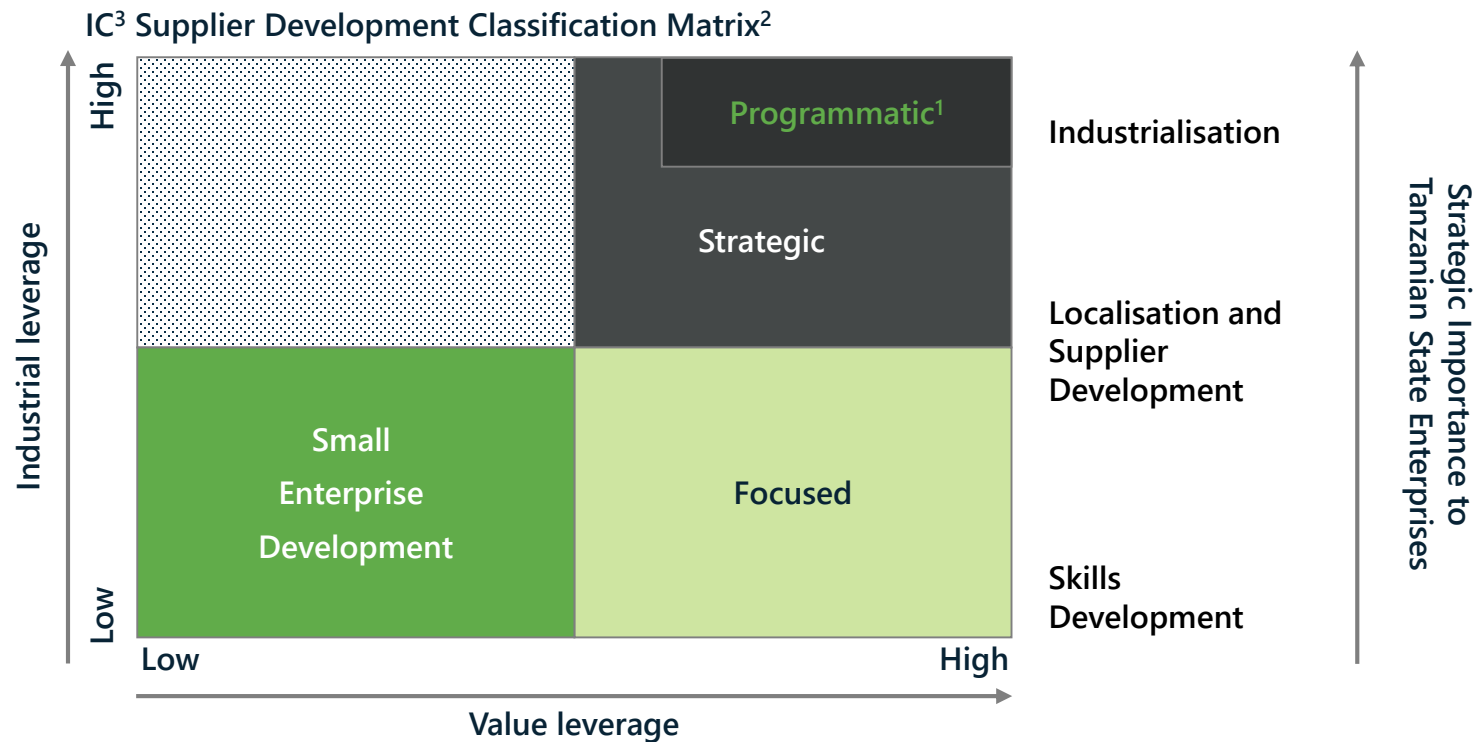 IC³ Supplier Development Classification Matrix²
High
Programmatic¹
Industrialisation
Strategic
Industrial leverage
Localisation and
Supplier
Development
Strategic Importance to
Tanzanian State Enterprises
Small
Enterprise
Development
Focused
Skills
Development
Low
Low
High
Value leverage